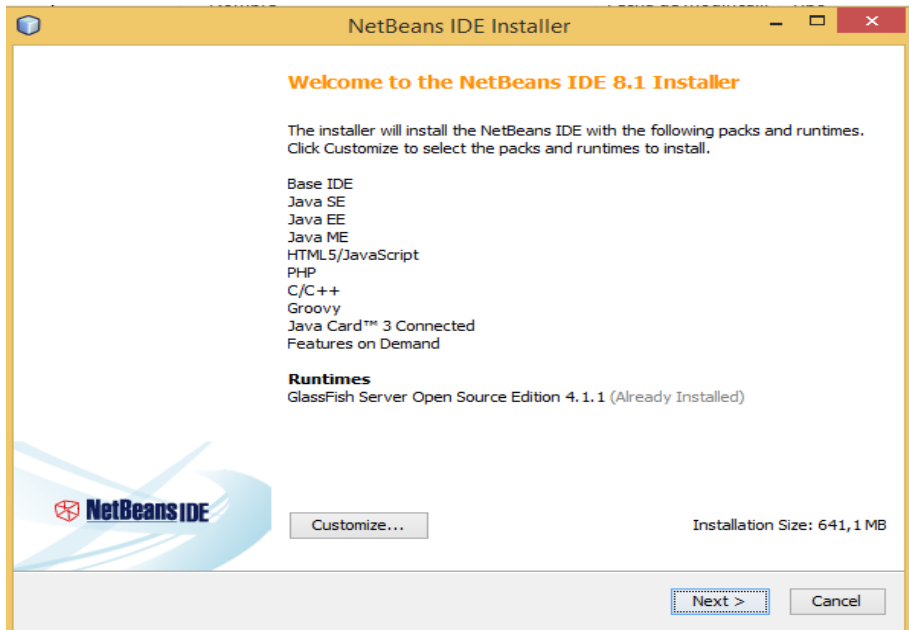 NetBeans IDE Installer
Welcome to the NetBeans IDE 8.1 Installer
The installer will install the NetBeans IDE with the following packs and runtimes.
Click Customize to select the packs and runtimes to install.
Base IDE
Java SE
Java EE
Java ME
HTML5/JavaScript
PHP
C/C++
Groovy
Java Card™ 3 Connected
Features on Demand
Runtimes
GlassFish Server Open Source Edition 4.1.1 (Already Installed)
NetBeans IDE
Customize...
Installation Size: 641,1 MB
Next >
Cancel